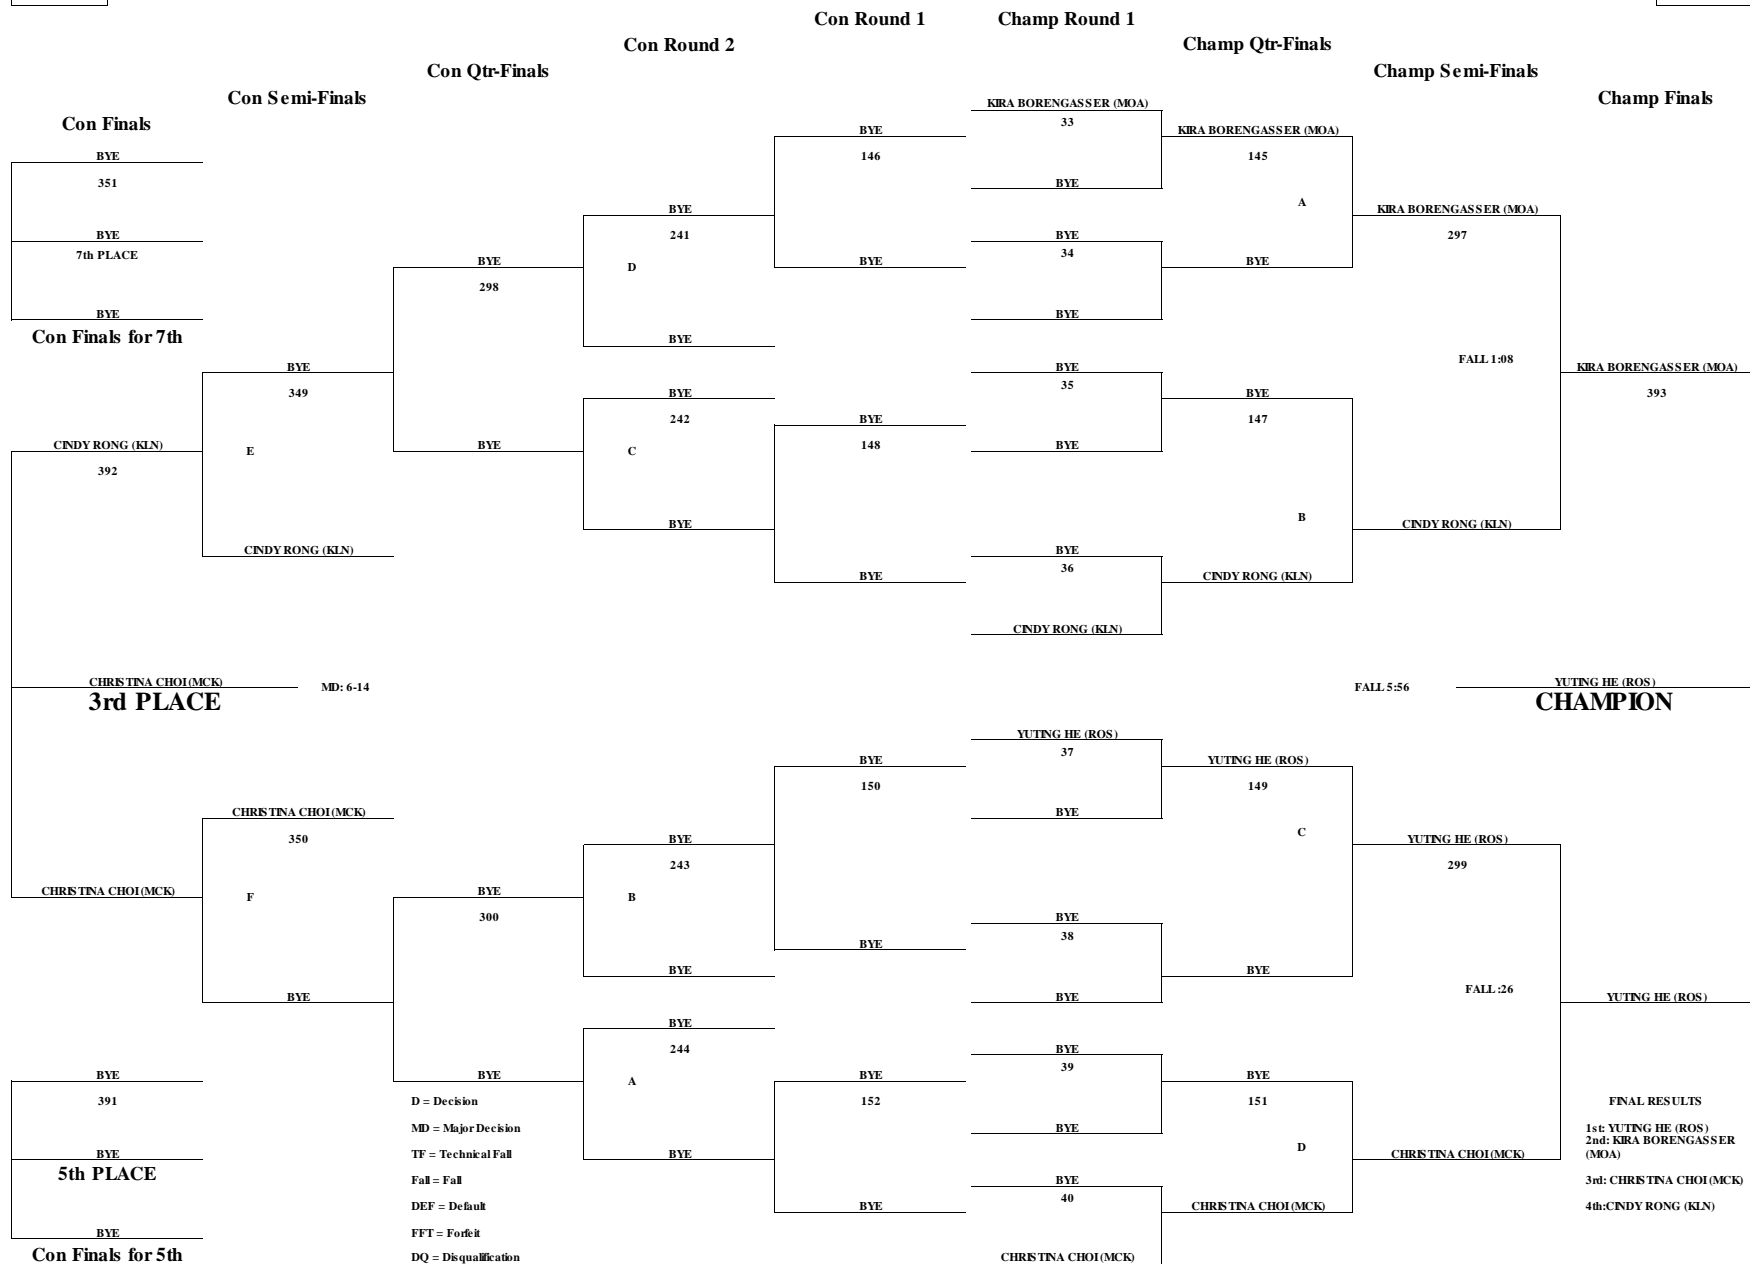 Con Round 1
Champ Round 1
Con Round 2
Champ Qtr-Finals
Con Qtr-Finals
Champ Semi-Finals
Con Semi-Finals
Champ Finals
Con Finals
BYE
351
BYE
7th PLACE
BYE
Con Finals for 7th
CINDY RONG (KLN)
392
CHRISTINA CHOI (MCK)
3rd PLACE
MD: 6-14
CHRISTINA CHOI (MCK)
BYE
391
BYE
5th PLACE
BYE
Con Finals for 5th
BYE
349
E
CINDY RONG (KLN)
CHRISTINA CHOI (MCK)
350
F
BYE
BYE
298
BYE
BYE
300
BYE
D = Decision
MD = Major Decision
TF = Technical Fall
Fall = Fall
DEF = Default
FFT = Forfeit
DQ = Disqualification
BYE
241
D
BYE
BYE
242
C
BYE
BYE
243
B
BYE
BYE
244
A
BYE
BYE
146
BYE
BYE
148
BYE
BYE
150
BYE
BYE
152
BYE
KIRA BORENGASSER (MOA)
33
BYE
BYE
34
BYE
BYE
35
BYE
BYE
36
CINDY RONG (KLN)
YUTING HE (ROS)
37
BYE
BYE
38
BYE
BYE
39
BYE
BYE
40
CHRISTINA CHOI (MCK)
KIRA BORENGASSER (MOA)
145
A
BYE
BYE
147
B
CINDY RONG (KLN)
YUTING HE (ROS)
149
C
BYE
BYE
151
D
CHRISTINA CHOI (MCK)
KIRA BORENGASSER (MOA)
297
FALL 1:08
CINDY RONG (KLN)
YUTING HE (ROS)
299
FALL :26
CHRISTINA CHOI (MCK)
KIRA BORENGASSER (MOA)
393
FALL 5:56
YUTING HE (ROS)
CHAMPION
YUTING HE (ROS)
FINAL RESULTS
1st: YUTING HE (ROS)
2nd: KIRA BORENGASSER
(MOA)
3rd: CHRISTINA CHOI (MCK)
4th:CINDY RONG (KLN)